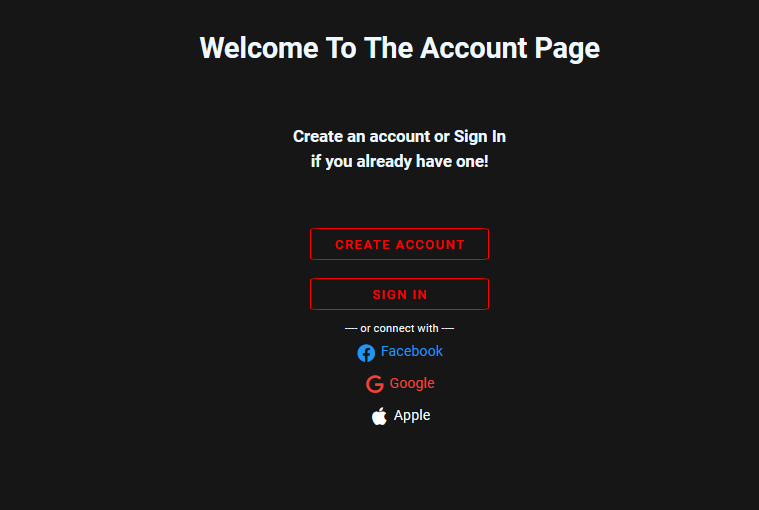 Welcome To The Account Page
Create an account or Sign In
if you already have one!
CREATE ACCOUNT
SIGN IN
---- or connect with ----
Facebook
Google
Apple